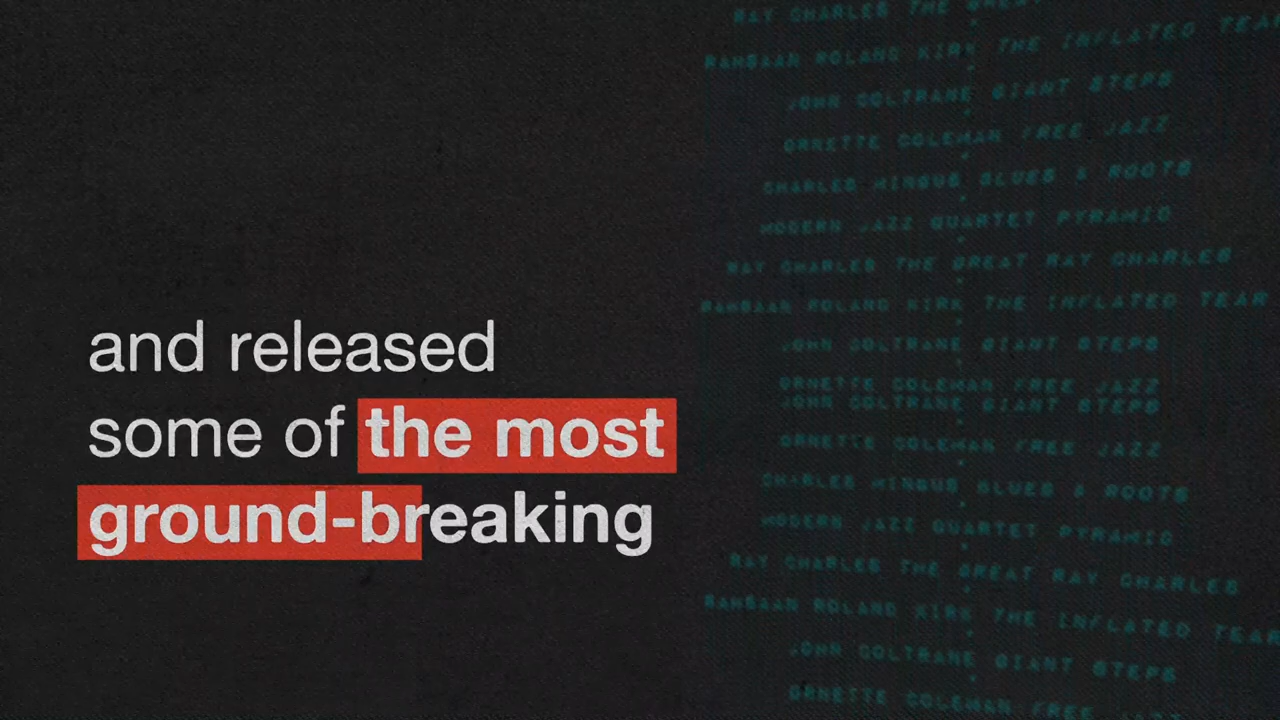 and released
some of the most
ground-breaking
RAY CHARLES THE GREAT
RAHSAAN ROLAND KIRK THE INFLATED TEAR
JOHN COLTRANE GIANT STEPS
ORNETTE COLEMAN FREE JAZZ
CHARLES MINGUS BLUES & ROOTS
MODERN JAZZ QUARTET PYRAMID
RAY CHARLES THE GREAT RAY CHARLES
RAHSAAN ROLAND KIRK THE INFLATED TEAR
JOHN COLTRANE GIANT STEPS
ORNETTE COLEMAN FREE JAZZ
JOHN COLTRANE GIANT STEPS
ORNETTE COLEMAN FREE JAZZ
CHARLES MINGUS BLUES & ROOTS
MODERN JAZZ QUARTET PYRAMID
RAY CHARLES THE GREAT RAY CHARLES
RAHSAAN ROLAND KIRK THE INFLATED TEAR
JOHN COLTRANE GIANT STEPS
ORNETTE COLEMAN FREE